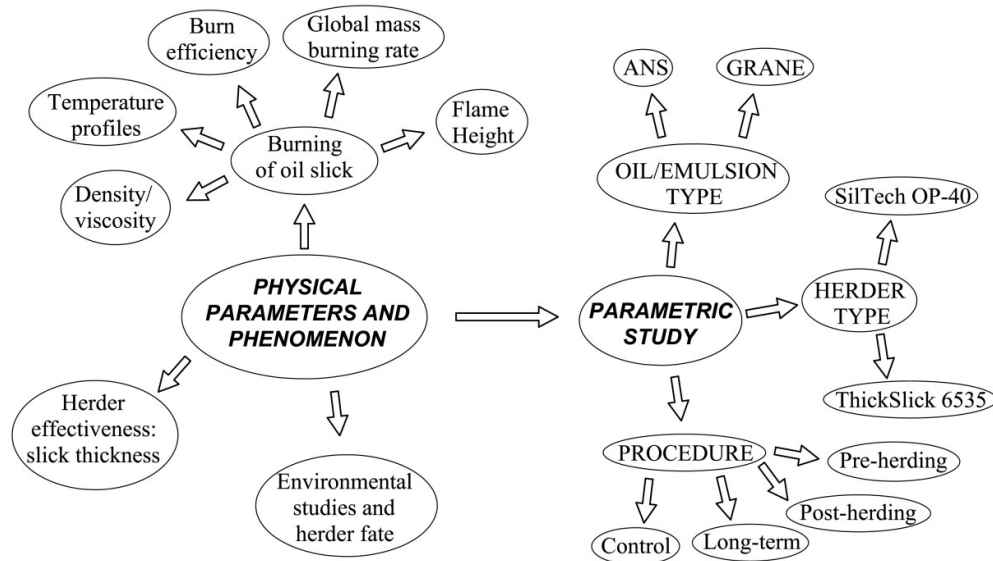 Burn
efficiency
Global mass
burning rate
Temperature
profiles
Burning
of oil slick
Flame
Height
Density/
viscosity
PHYSICAL
PARAMETERS AND
PHENOMENON
Herder
effectiveness:
slick thickness
Environmental
studies and
herder fate
ANS
GRANE
OIL/EMULSION
TYPE
SilTech OP-40
PARAMETRIC
STUDY
HERDER
TYPE
ThickSlick 6535
PROCEDURE
Pre-herding
Post-herding
Control
Long-term